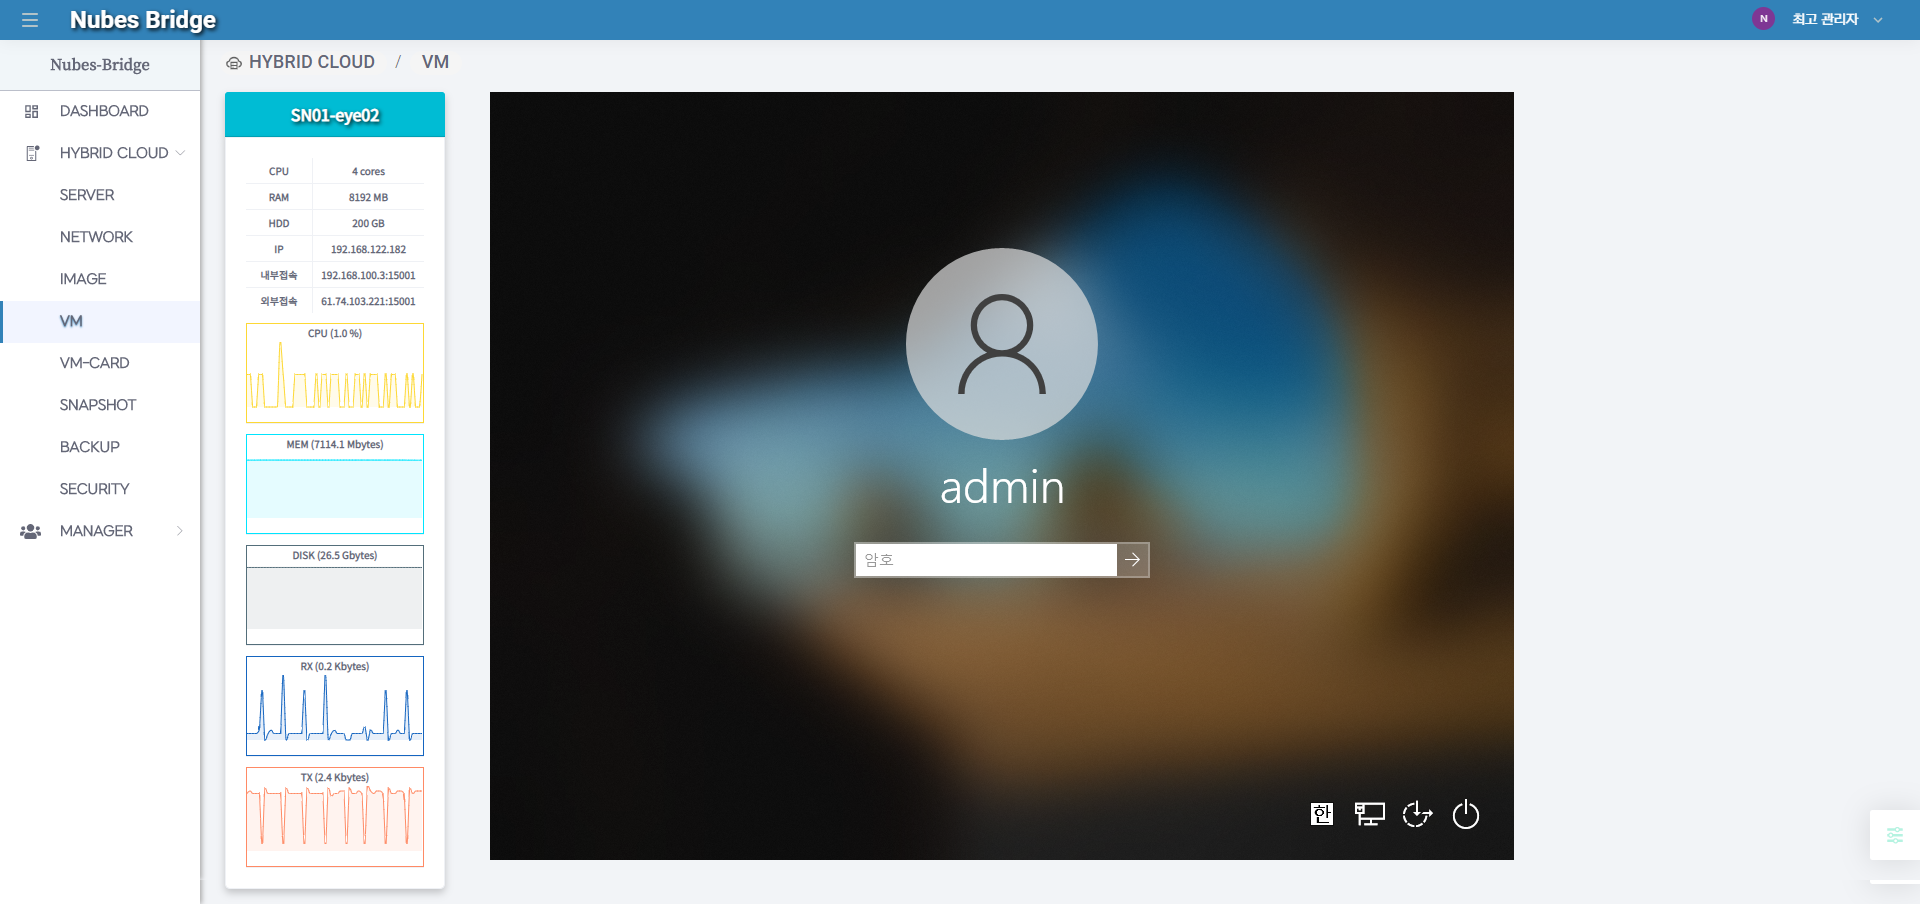 Nubes Bridge
N 최고 관리자
Nubes-Bridge
HYBRID CLOUD / VM
DASHBOARD
HYBRID CLOUD
SERVER
NETWORK
IMAGE
VM
VM-CARD
SNAPSHOT
BACKUP
SECURITY
MANAGER
SN01-eye02
CPU 4 cores
RAM 8192 MB
HDD 200 GB
IP 192.168.122.182
내부접속 192.168.100.3:15001
외부접속 61.74.103.221:15001
CPU (1.0 %)
MEM (7114.1 Mbytes)
DISK (26.5 Gbytes)
RX (0.2 Kbytes)
TX (2.4 Kbytes)
admin
암호
한